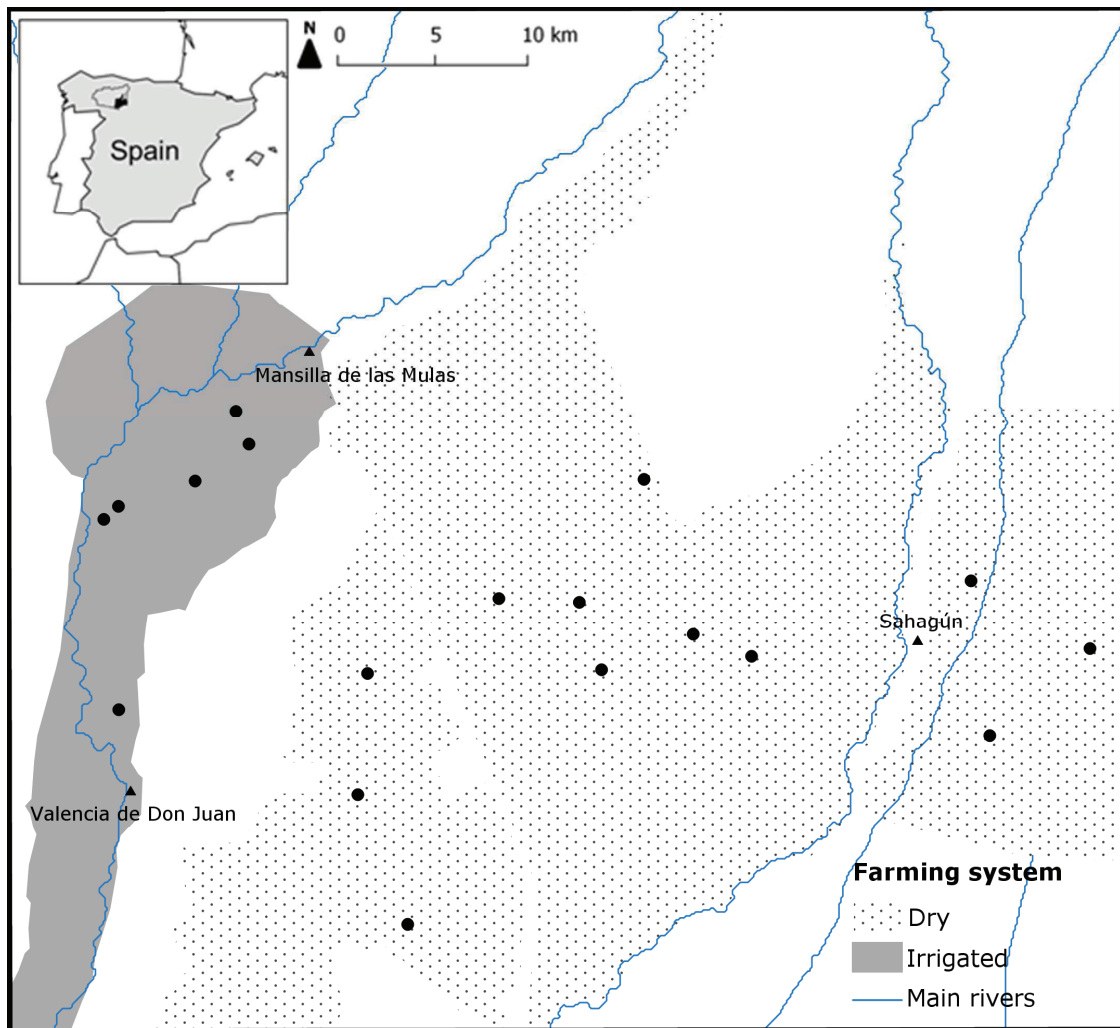 N
0 5 10 km
Spain
Mansilla de las Mulas
Sahagún
Valencia de Don Juan
Farming system
Dry
Irrigated
Main rivers